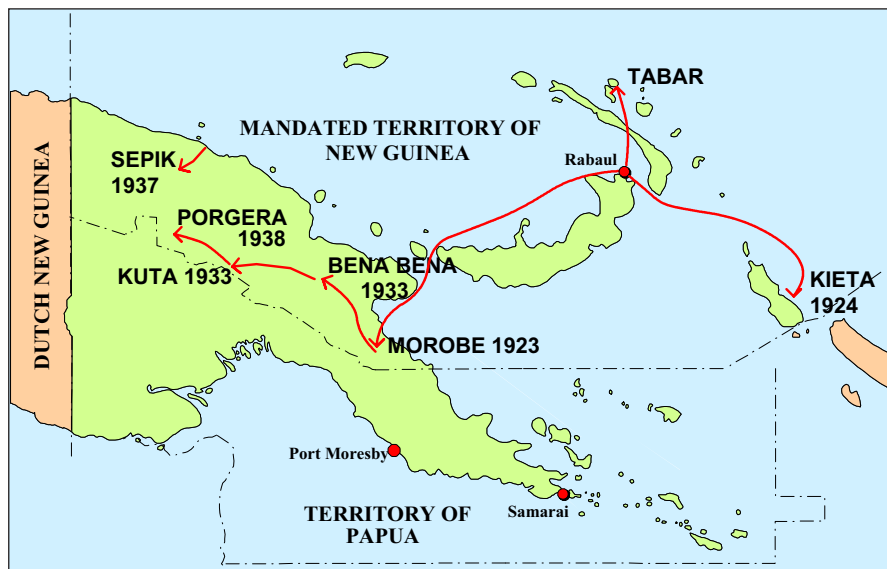 TABAR
MANDATED TERRITORY OF
NEW GUINEA
Rabaul
SEPIK
1937
PORGERA
1938
KUTA 1933
BENA BENA
1933
KIETA
1924
MOROBE 1923
DUTCH NEW GUINEA
Port Moresby
Samarai
TERRITORY OF
PAPUA